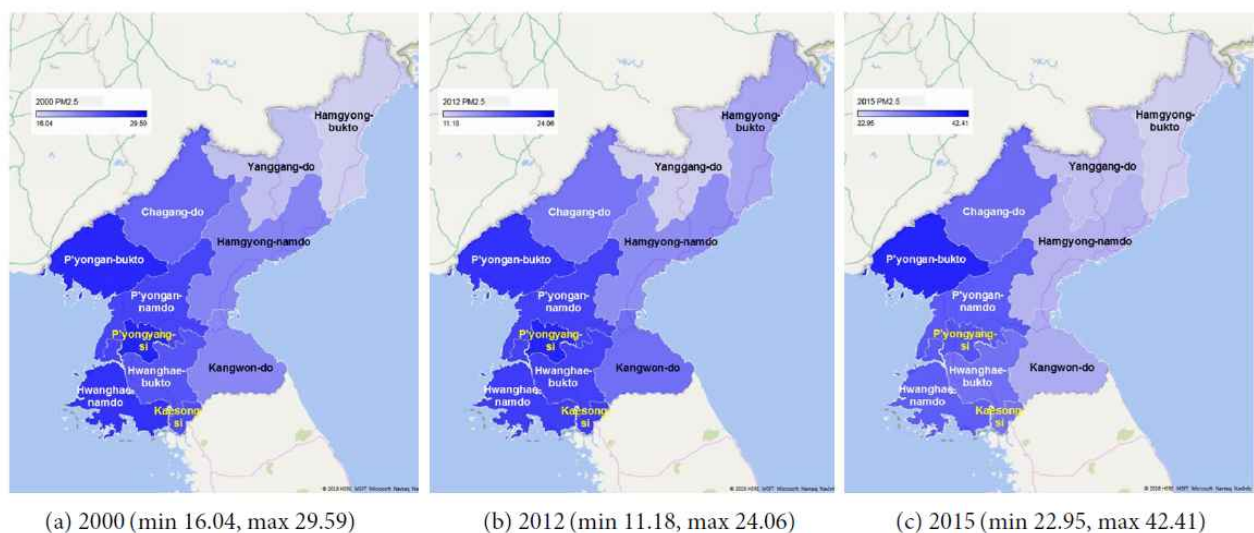 2000 PM2.5
16.04 29.59
Hamgyong-
bukto
Yanggang-do
Chagang-do
Hamgyong-namdo
P'yongan-bukto
P'yongan-
namdo
P'yongyang-
si
Hwanghae-
bukto
Kangwon-do
Hwanghae
namdo
Kaesong
si
2012 PM2.5
11.18 24.06
Hamgyong-
bukto
Yanggang-do
Chagang-do
Hamgyong-namdo
P'yongan-bukto
P'yongan-
namdo
P'yongyang-
si
Hwanghae-
bukto
Kangwon-do
Hwanghae
namdo
Kaesong
si
2015 PM2.5
22.95 42.41
Hamgyong-
bukto
Yanggang-do
Chagang-do
Hamgyong-namdo
P'yongan-bukto
P'yongan-
namdo
P'yongyang-
si
Hwanghae-
bukto
Kangwon-do
Hwanghae
namdo
Kaesong
si
(a) 2000 (min 16.04, max 29.59)
(b) 2012 (min 11.18, max 24.06)
(c) 2015 (min 22.95, max 42.41)